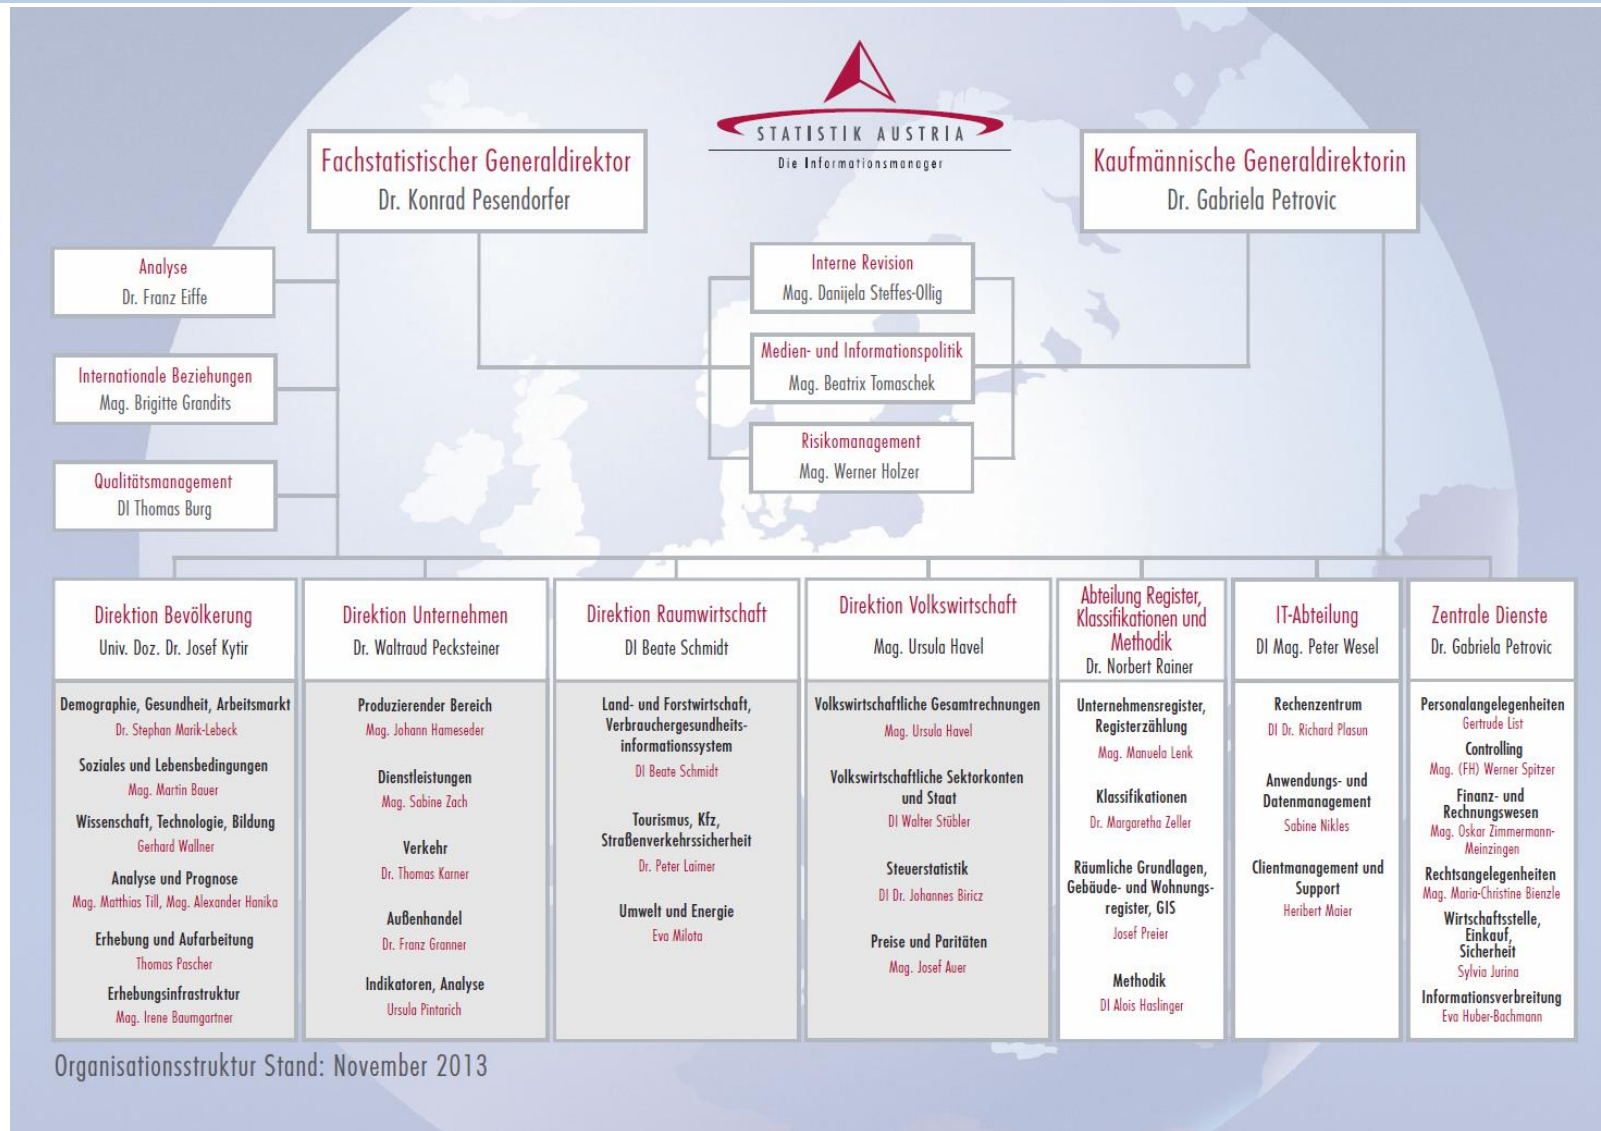 STATISTIK AUSTRIA
Die Informationsmanager
Fachstatistischer Generaldirektor
Dr. Konrad Pesendorfer
Kaufmännische Generaldirektorin
Dr. Gabriela Petrovic
Analyse
Dr. Franz Eiffe
Internationale Beziehungen
Mag. Brigitte Grandits
Qualitätsmanagement
DI Thomas Burg
Interne Revision
Mag. Danijela Steffes-Ollig
Medien- und Informationspolitik
Mag. Beatrix Tomaschek
Risikomanagement
Mag. Werner Holzer
Direktion Bevölkerung
Univ. Doz. Dr. Josef Kytir
Demographie, Gesundheit, Arbeitsmarkt
Dr. Stephan Marik-Lebeck
Soziales und Lebensbedingungen
Mag. Martin Bauer
Wissenschaft, Technologie, Bildung
Gerhard Wallner
Analyse und Prognose
Mag. Matthias Till, Mag. Alexander Hanika
Erhebung und Aufarbeitung
Thomas Pascher
Erhebungsinfrastruktur
Mag. Irene Baumgartner
Direktion Unternehmen
Dr. Waltraud Pecksteiner
Produzierender Bereich
Mag. Johann Hameseder
Dienstleistungen
Mag. Sabine Zach
Verkehr
Dr. Thomas Karner
Außenhandel
Dr. Franz Granner
Indikatoren, Analyse
Ursula Pintarich
Direktion Raumwirtschaft
DI Beate Schmidt
Land- und Forstwirtschaft,
Verbrauchergesundheits-
informationssystem
DI Beate Schmidt
Tourismus, Kfz,
Straßenverkehrssicherheit
Dr. Peter Laimer
Umwelt und Energie
Eva Milota
Direktion Volkswirtschaft
Mag. Ursula Havel
Volkswirtschaftliche Gesamtrechnungen
Mag. Ursula Havel
Volkswirtschaftliche Sektorkonten
und Staat
DI Walter Stübler
Steuerstatistik
DI Dr. Johannes Biricz
Preise und Paritäten
Mag. Josef Auer
Abteilung Register,
Klassifikationen und
Methodik
Dr. Norbert Rainer
Unternehmensregister,
Registerzählung
Mag. Manuela Lenk
Klassifikationen
Dr. Margaretha Zeller
Räumliche Grundlagen,
Gebäude- und Wohnungs-
register, GIS
Josef Preier
Methodik
DI Alois Haslinger
IT-Abteilung
DI Mag. Peter Wesel
Rechenzentrum
DI Dr. Richard Plasun
Anwendungs- und
Datenmanagement
Sabine Nikles
Clientmanagement und
Support
Heribert Maier
Zentrale Dienste
Dr. Gabriela Petrovic
Personalangelegenheiten
Gertrude List
Controlling
Mag. (FH) Werner Spitzer
Finanz- und
Rechnungswesen
Mag. Oskar Zimmermann-
Meinzingen
Rechtsangelegenheiten
Mag. Maria-Christine Bienzle
Wirtschaftsstelle,
Einkauf,
Sicherheit
Sylvia Jurina
Informationsverbreitung
Eva Huber-Bachmann
Organisationsstruktur Stand: November 2013